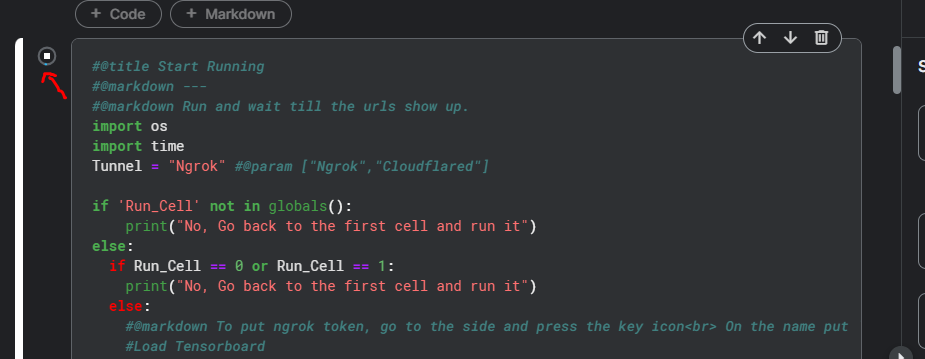 + Code
+ Markdown
#@title Start Running
#@markdown ---
#@markdown Run and wait till the urls show up.
import os
import time
Tunnel = "Ngrok" #@param ["Ngrok","Cloudflared"]
if 'Run_Cell' not in globals():
    print("No, Go back to the first cell and run it")
else:
  if Run_Cell == 0 or Run_Cell == 1:
    print("No, Go back to the first cell and run it")
  else:
    #@markdown To put ngrok token, go to the side and press the key icon<br> On the name put
    #Load Tensorboard